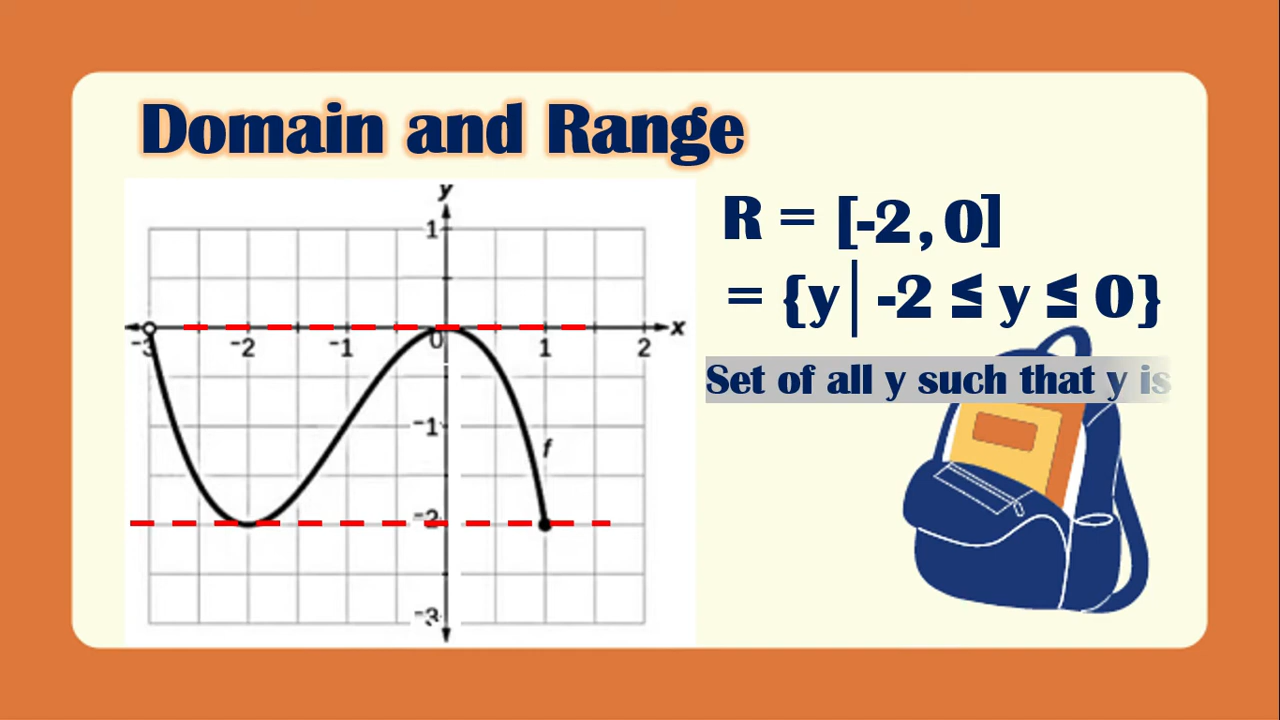 Domain and Range
y
1
-3 -2 -1 0 1 2 x
-1
f
-2
-3
R = [-2, 0]
= {y| -2 ≤ y ≤ 0}
Set of all y such that y is